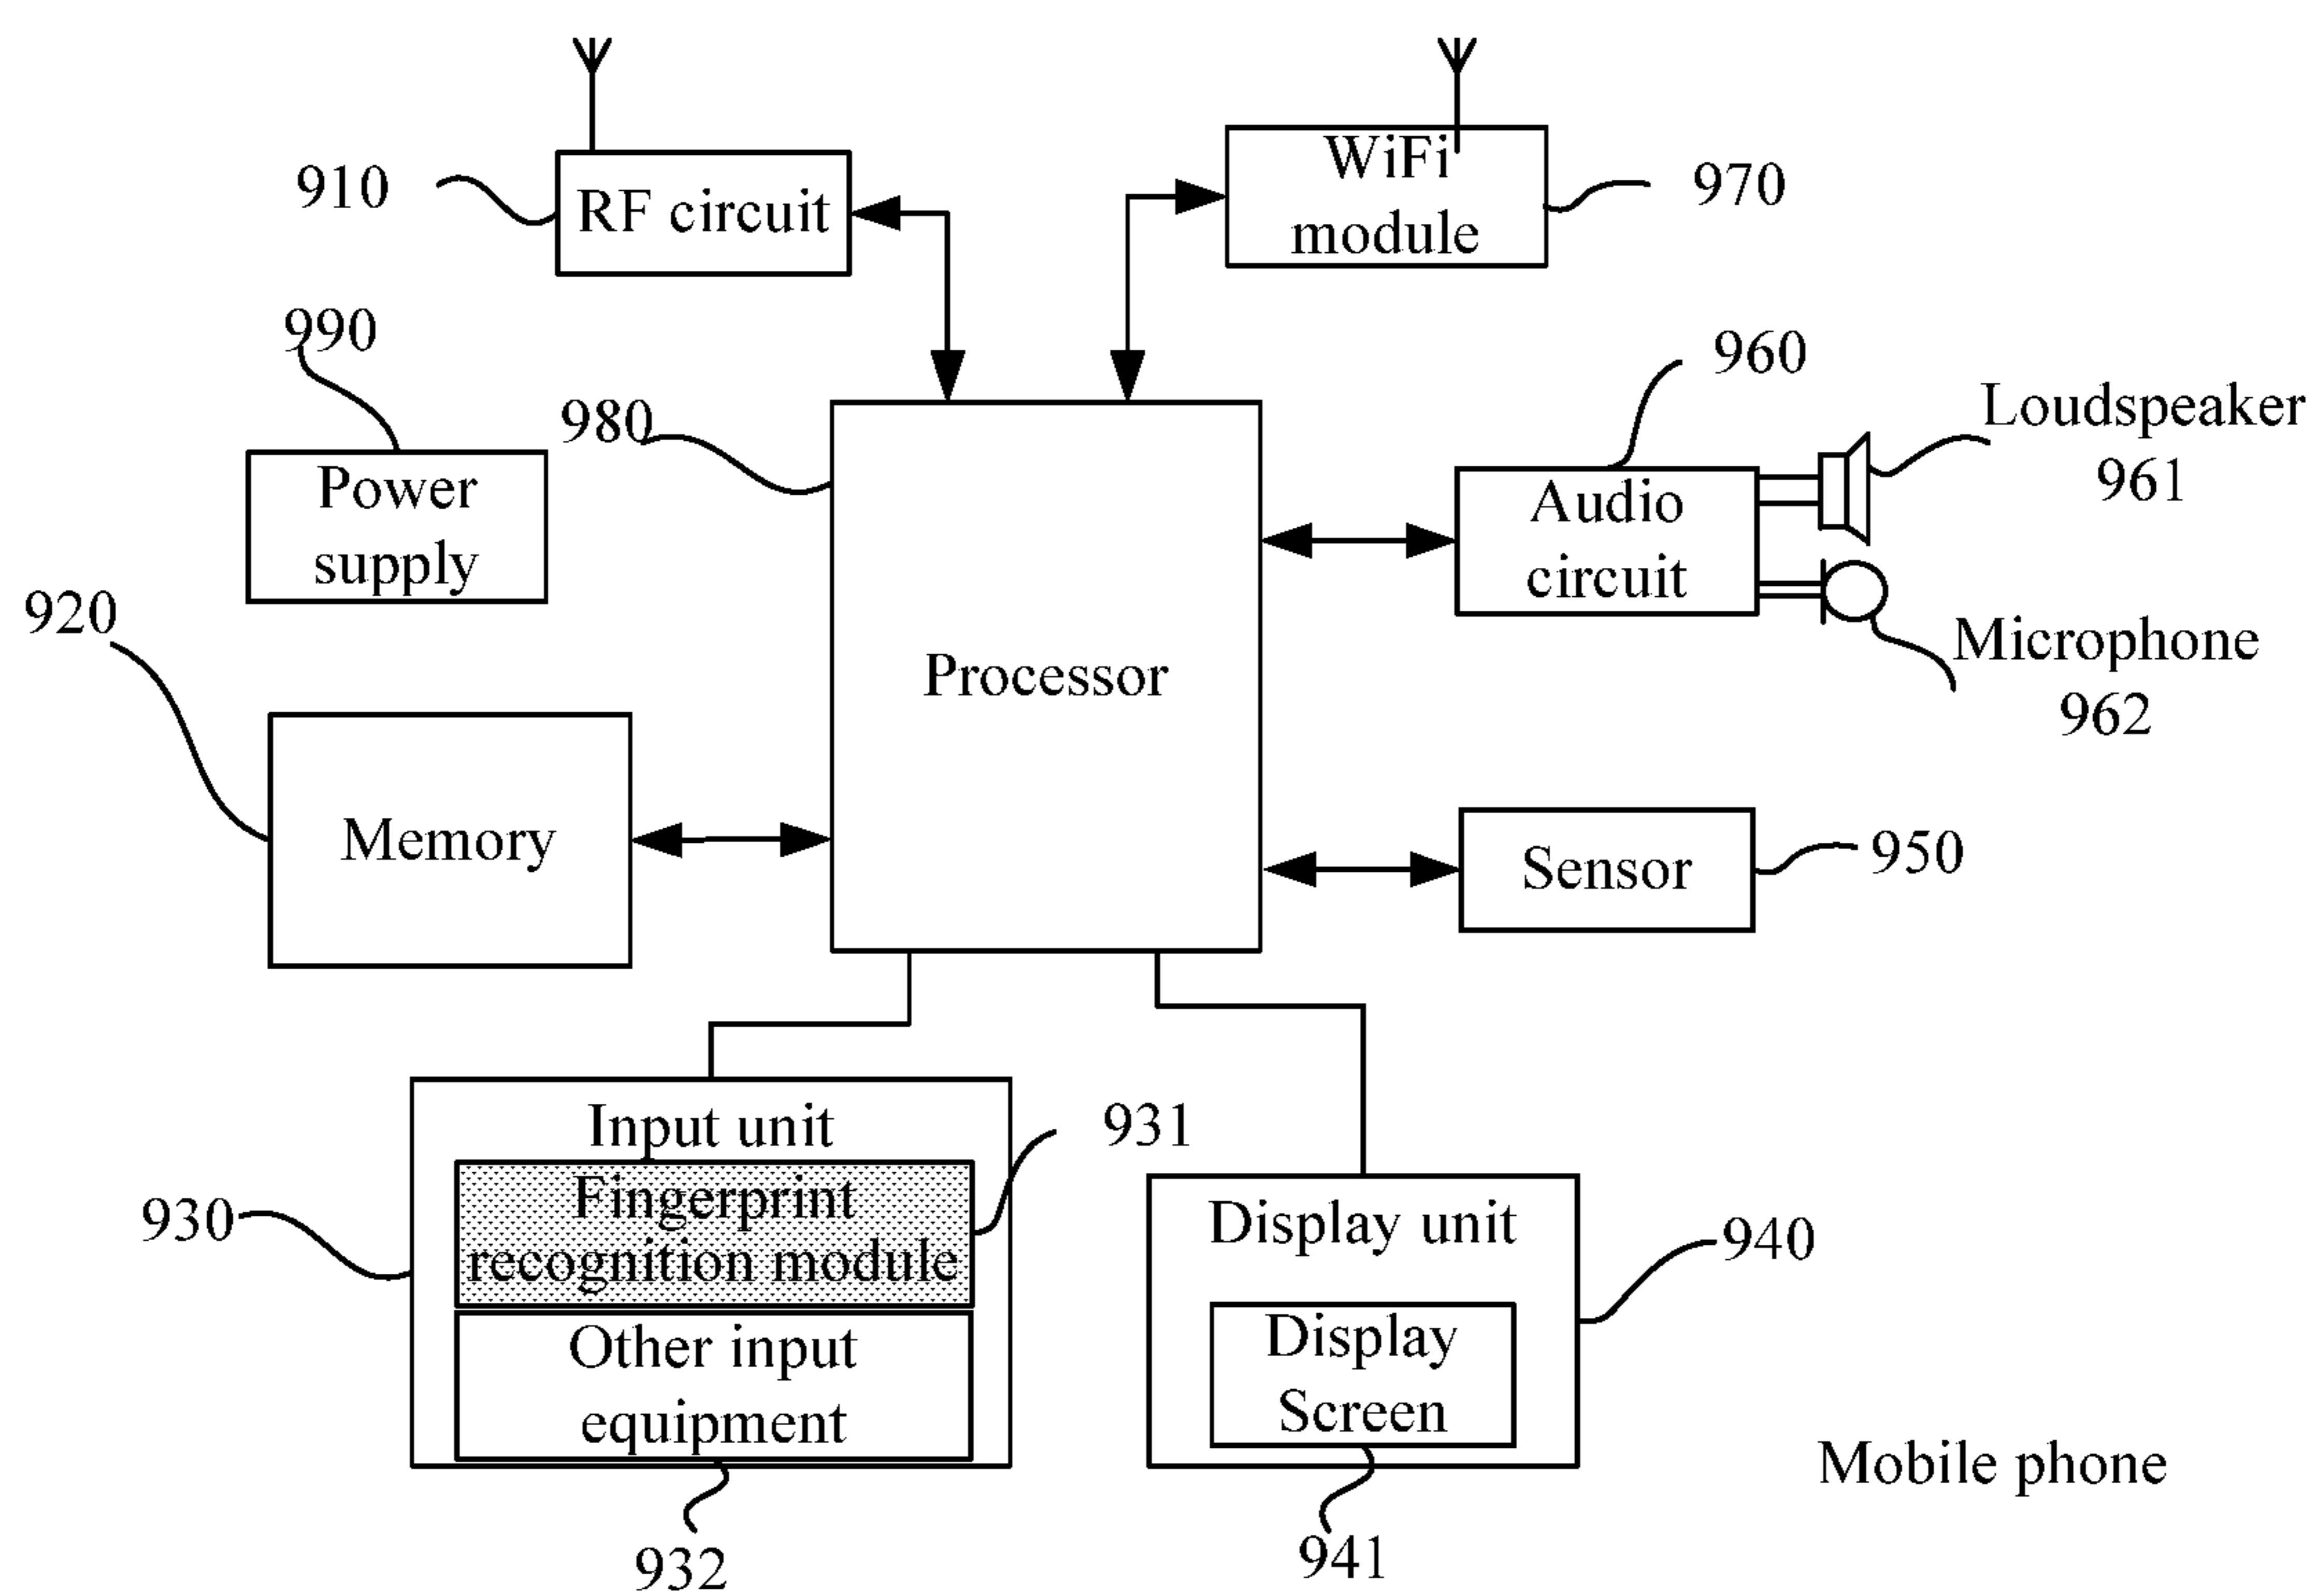 910
RF circuit
WiFi
module
970
990
Power
supply
980
960
Loudspeaker
961
Audio
circuit
920
Microphone
962
Processor
Memory
Sensor
950
Input unit
931
Fingerprint
recognition module
930
Other input
equipment
932
Display unit
940
Display
Screen
941
Mobile phone